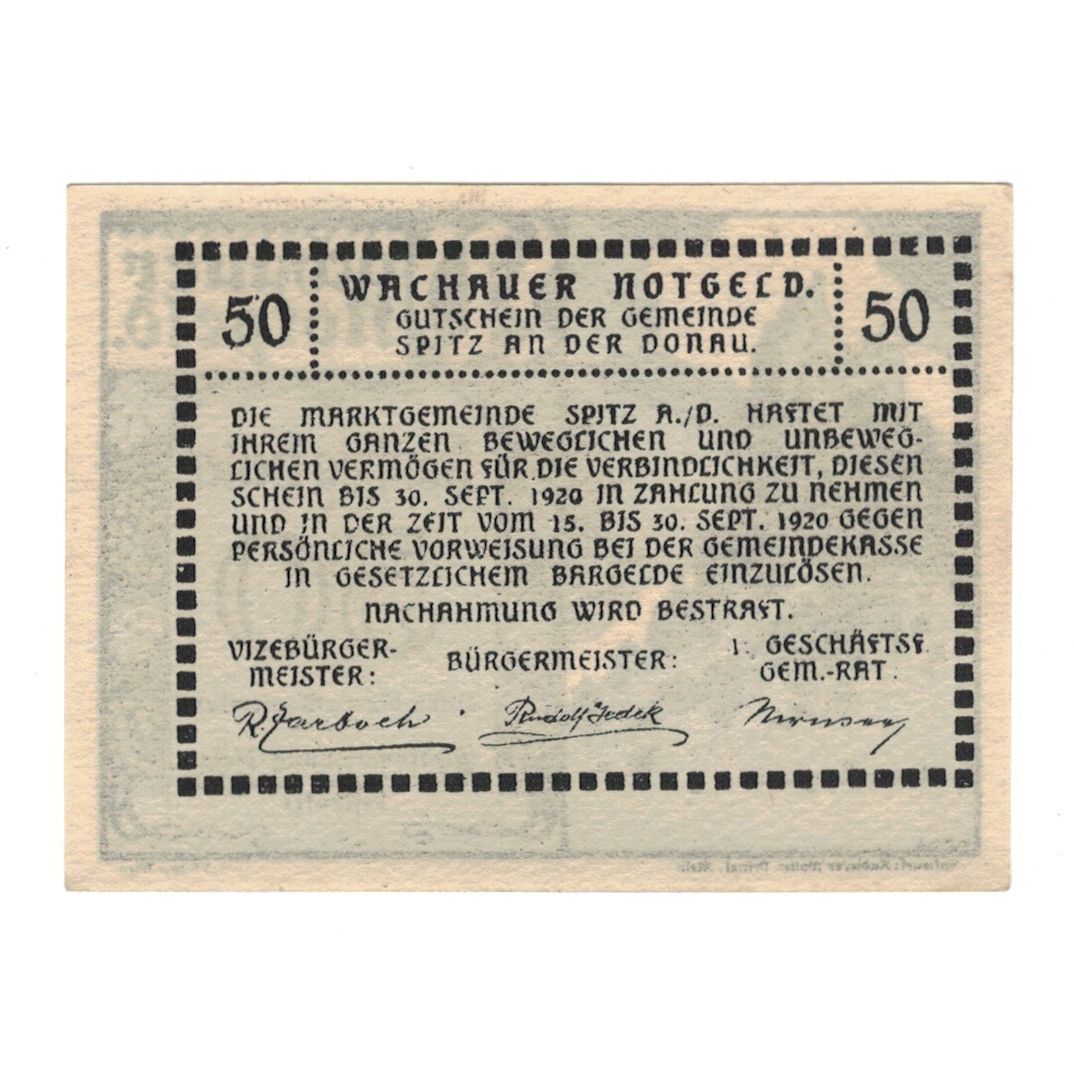 50
WACHAUER NOTGELD.
50
GUTSCHEIN DER GEMEINDE
SPITZ AN DER DONAU.
DIE MARKTGEMEINDE SPITZ A./D. HAFTET MIT
IHREIN GANZEN BEWEGLICHEN UND UNBEWEG-
LICHEN VERMÖGEN FÜR DIE VERBINDLICHKEIT, DIESEN
SCHEIN BIS 30. SEPT. 1920 IN ZAHLUNG ZU NEHMEN
UND IN DER ZEIT VOM 15. BIS 30. SEPT. 1920 GEGEN
PERSÖNLICHE VORWEISUNG BEI DER GEMEINDEKASSE
IN GESETZLICHEM BARGELDE EINZULÖSEN.
NACHAHMUNG WIRD BESTRAFT.
VIZEBÜRGER-
MEISTER:
BÜRGERMEISTER:
GESCHÄFTSF.
GEM.-RAT.
Rudolf